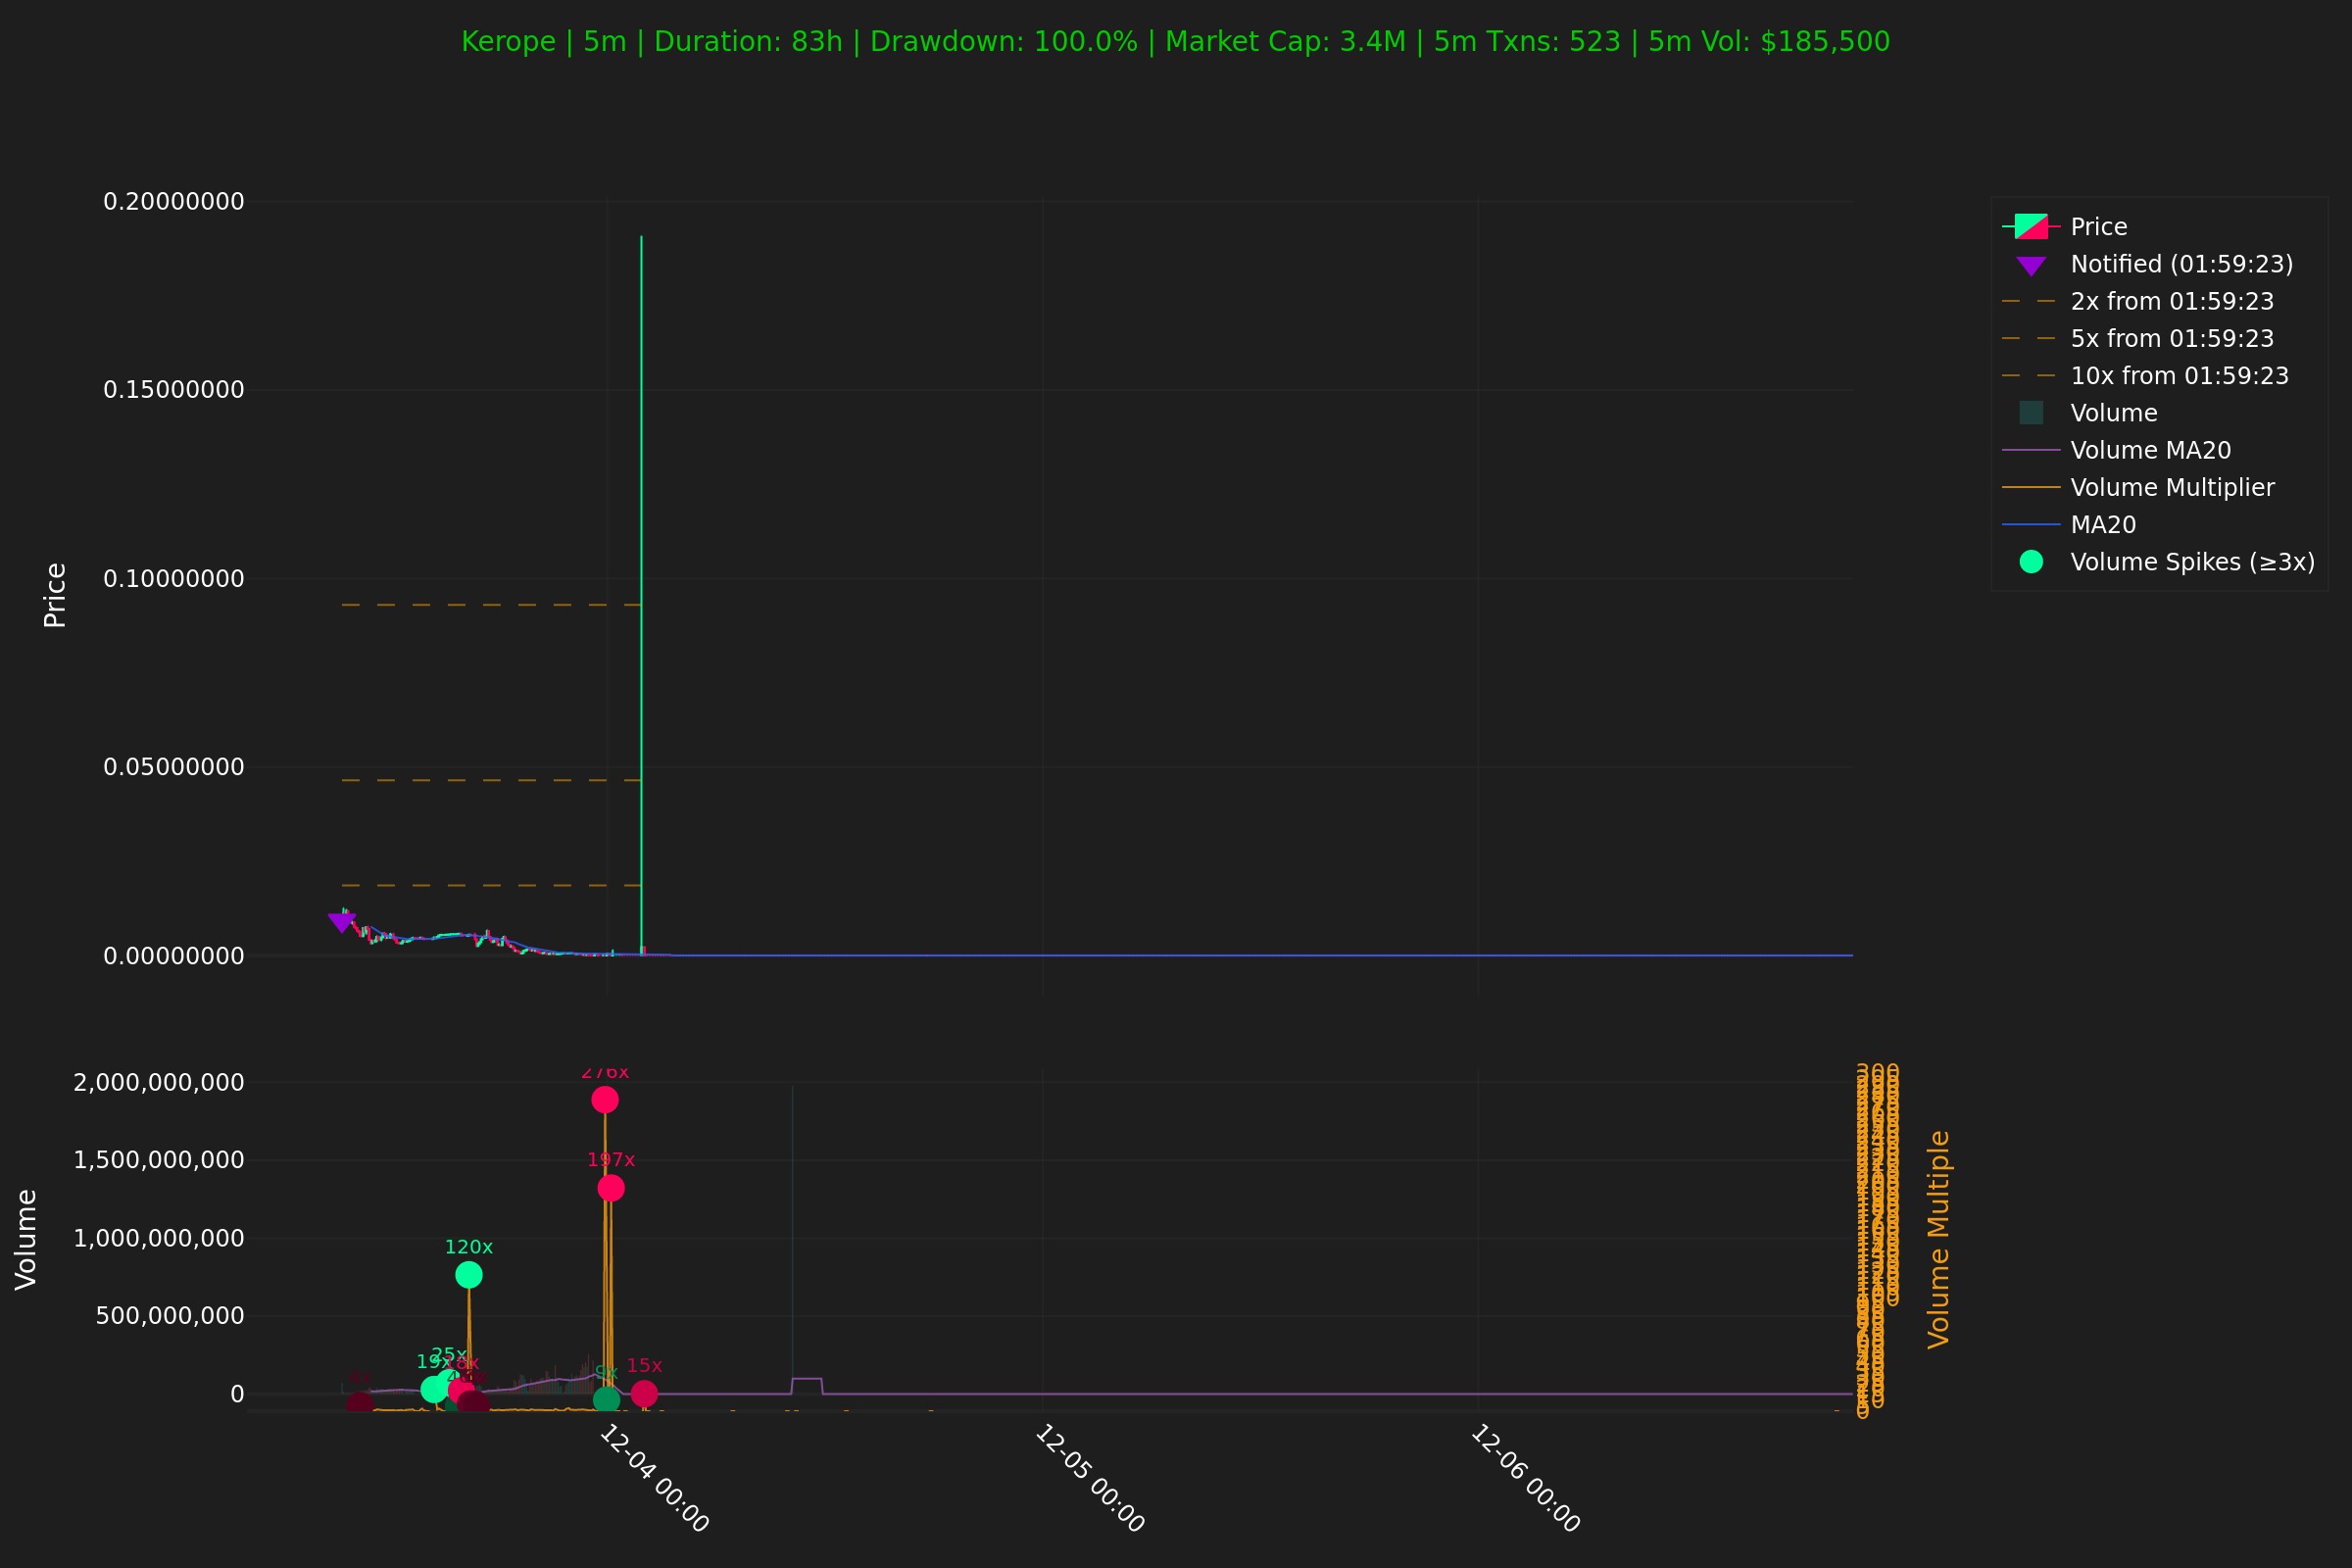 Kerope | 5m | Duration: 83h | Drawdown: 100.0% | Market Cap: 3.4M | 5m Txns: 523 | 5m Vol: $185,500
0.20000000
0.15000000
0.10000000
0.05000000
0.00000000
Price
Price
Notified (01:59:23)
2x from 01:59:23
5x from 01:59:23
10x from 01:59:23
Volume
Volume MA20
Volume Multiplier
MA20
Volume Spikes (≥3x)
2,000,000,000
1,500,000,000
1,000,000,000
500,000,000
0
Volume
276x
197x
120x
19x
25x
18x
9x
15x
Volume Multiple
12-04 00:00
12-05 00:00
12-06 00:00